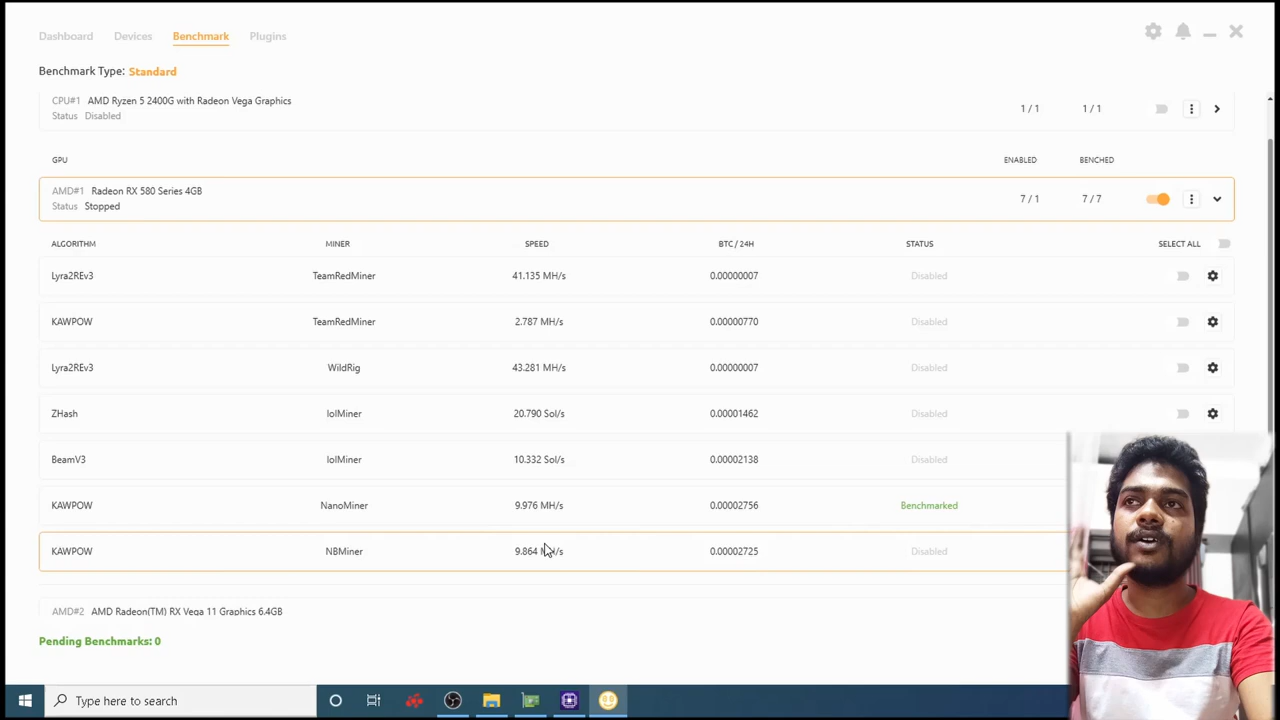 Dashboard Devices Benchmark Plugins
Benchmark Type: Standard
CPU#1 AMD Ryzen 5 2400G with Radeon Vega Graphics 1 / 1 1 / 1
Status Disabled
GPU ENABLED BENCHED
AMD#1 Radeon RX 580 Series 4GB 7 / 1 7 / 7
Status Stopped
ALGORITHM MINER SPEED BTC / 24H STATUS SELECT ALL
Lyra2REv3 TeamRedMiner 41.135 MH/s 0.00000007 Disabled
KAWPOW TeamRedMiner 2.787 MH/s 0.00000770 Disabled
Lyra2REv3 WildRig 43.281 MH/s 0.00000007 Disabled
ZHash lolMiner 20.790 Sol/s 0.00001462 Disabled
BeamV3 lolMiner 10.332 Sol/s 0.00002138 Disabled
KAWPOW NanoMiner 9.976 MH/s 0.00002756 Benchmarked
KAWPOW NBMiner 9.864 MH/s 0.00002725 Disabled
AMD#2 AMD Radeon(TM) RX Vega 11 Graphics 6.4GB
Pending Benchmarks: 0
Type here to search